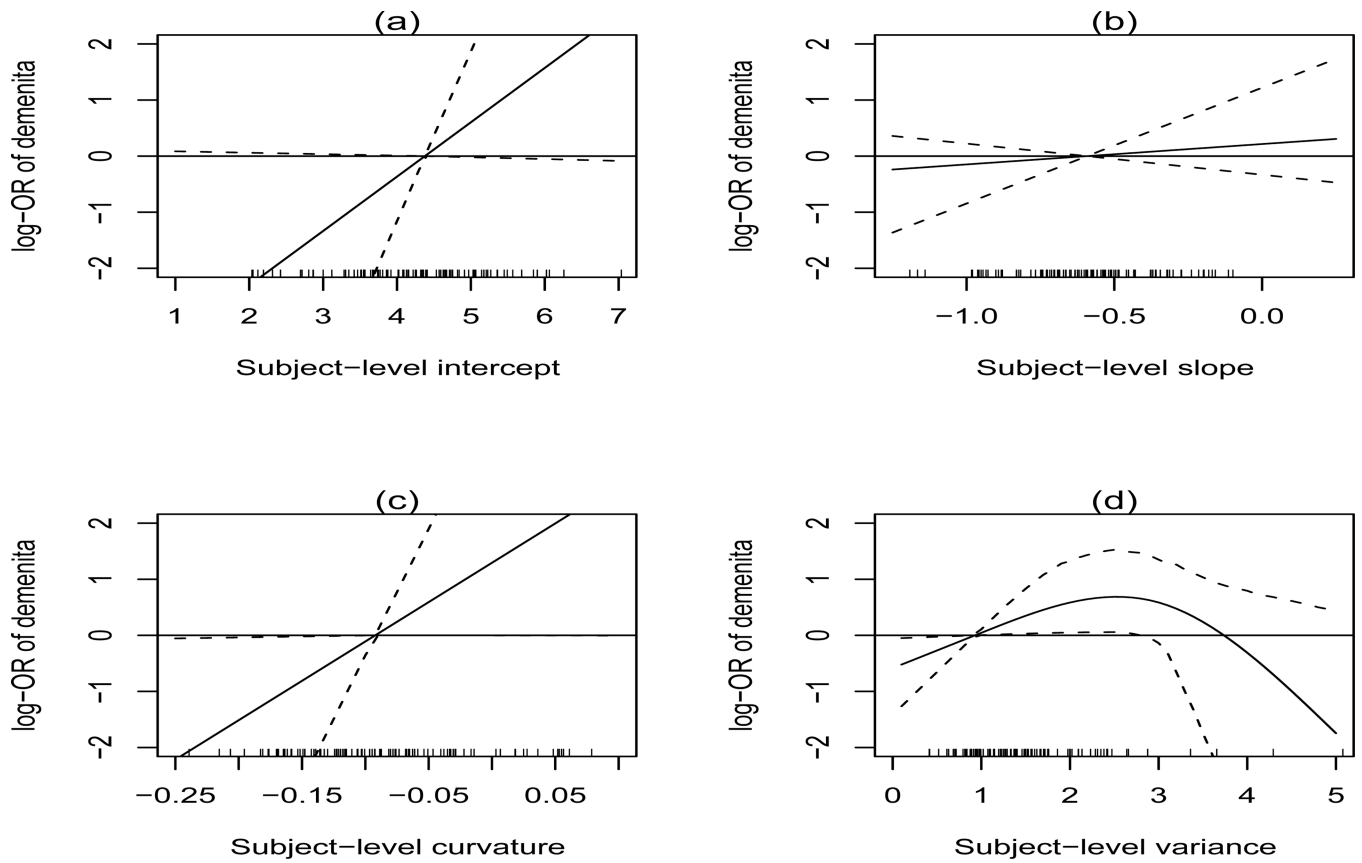 (a)
log−OR of demenita
2
1
0
−1
−2
1 2 3 4 5 6 7
Subject−level intercept
(b)
log−OR of demenita
2
1
0
−1
−2
−1.0 −0.5 0.0
Subject−level slope
(c)
log−OR of demenita
2
1
0
−1
−2
−0.25 −0.15 −0.05 0.05
Subject−level curvature
(d)
log−OR of demenita
2
1
0
−1
−2
0 1 2 3 4 5
Subject−level variance